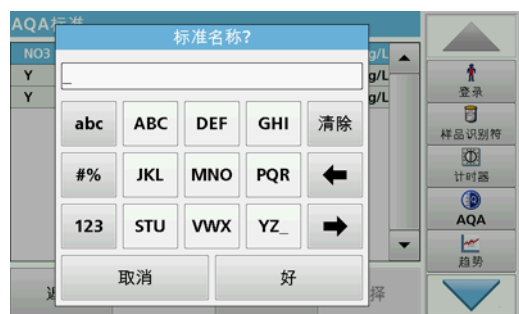 AQA标准
标准名称?
NO3
g/L
Y
g/L
Y
g/L
_
abc
ABC
DEF
GHI
清除
#%
JKL
MNO
PQR
123
STU
VWX
YZ_
取消
好
择
登录
样品识别符
计时器
AQA
趋势